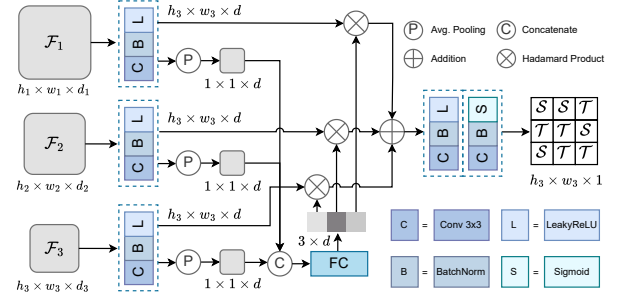 F₁
h₁ × w₁ × d₁
C B L
h₃ × w₃ × d
P
1 × 1 × d
F₂
h₂ × w₂ × d₂
C B L
h₃ × w₃ × d
P
1 × 1 × d
F₃
h₃ × w₃ × d₃
C B L
h₃ × w₃ × d
P
1 × 1 × d
C
FC
3 × d
C B L
C B S
S S T
T T S
S T T
h₃ × w₃ × 1
P Avg. Pooling
C Concatenate
Addition
Hadamard Product
C = Conv 3x3
L = LeakyReLU
B = BatchNorm
S = Sigmoid